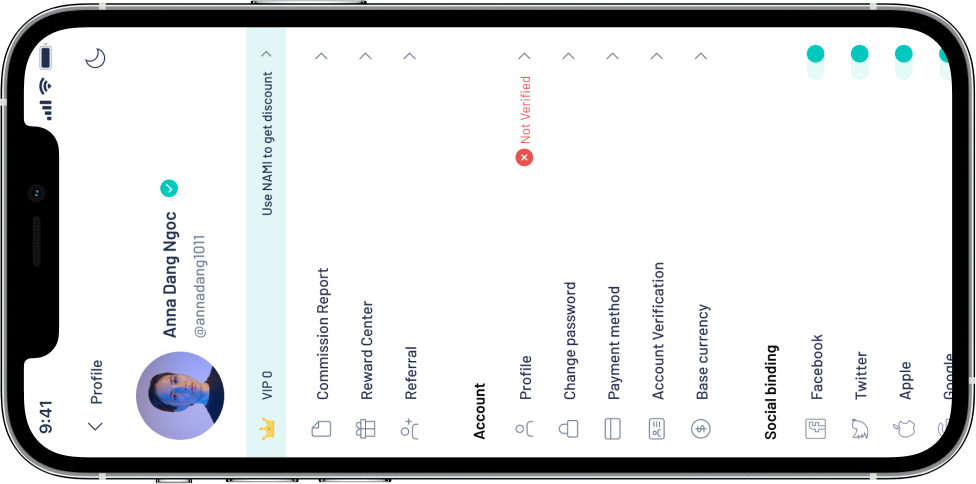 9:41
Profile
Anna Dang Ngoc
@annadang1011
VIP 0 Use NAMI to get discount
Commission Report
Reward Center
Referral
Account
Profile Not Verified
Change password
Payment method
Account Verification
Base currency
Social binding
Facebook
Twitter
Apple
Google